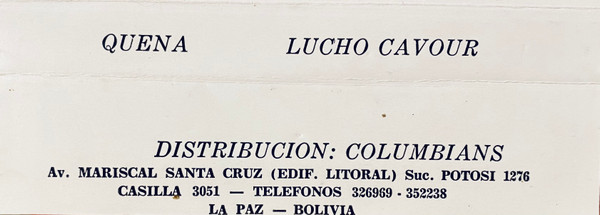 QUENA LUCHO CAVOUR
DISTRIBUCION: COLUMBIANS
Av. MARISCAL SANTA CRUZ (EDIF. LITORAL) Suc. POTOSI 1276
CASILLA 3051 — TELEFONOS 326969 - 352238
LA PAZ — BOLIVIA